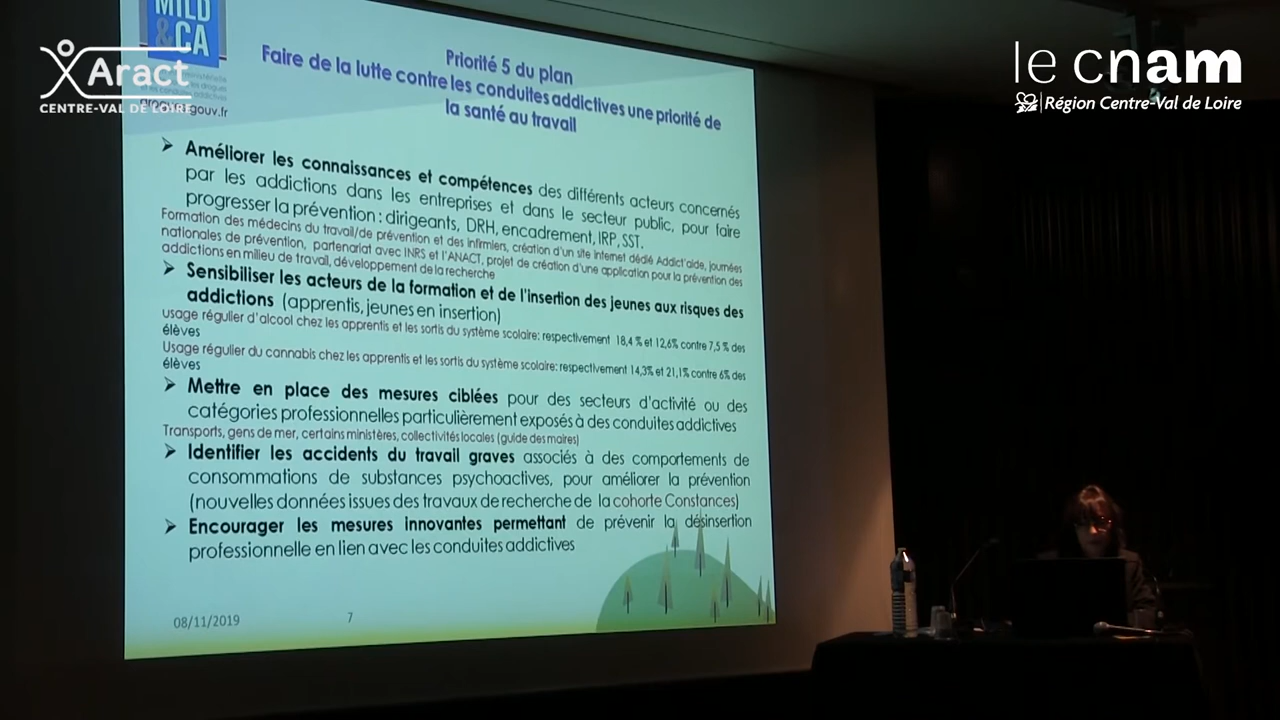 MILD
&CA
Aract
CENTRE-VAL DE LOIRE
gouv.fr
le cnam
Région Centre-Val de Loire
Priorité 5 du plan
Faire de la lutte contre les conduites addictives une priorité de
la santé au travail
➤ Améliorer les connaissances et compétences des différents acteurs concernés
par les addictions dans les entreprises et dans le secteur public, pour faire
progresser la prévention : dirigeants, DRH, encadrement, IRP, SST.
Formation des médecins du travail/de prévention et des infirmiers, création d'un site internet dédié Addict'aide, journées
nationales de prévention, partenariat avec INRS et l'ANACT, projet de création d'une application pour la prévention des
addictions en milieu de travail, développement de la recherche
➤ Sensibiliser les acteurs de la formation et de l'insertion des jeunes aux risques des
addictions (apprentis, jeunes en insertion)
usage régulier d'alcool chez les apprentis et les sortis du système scolaire: respectivement 18,4 % et 12,6% contre 7,5 % des
élèves
Usage régulier du cannabis chez les apprentis et les sortis du système scolaire: respectivement 14,3% et 21,1% contre 6% des
élèves
➤ Mettre en place des mesures ciblées pour des secteurs d'activité ou des
catégories professionnelles particulièrement exposés à des conduites addictives
Transports, gens de mer, certains ministères, collectivités locales (guide des maires)
➤ Identifier les accidents du travail graves associés à des comportements de
consommations de substances psychoactives, pour améliorer la prévention
(nouvelles données issues des travaux de recherche de la cohorte Constances)
➤ Encourager les mesures innovantes permettant de prévenir la désinsertion
professionnelle en lien avec les conduites addictives
08/11/2019
7